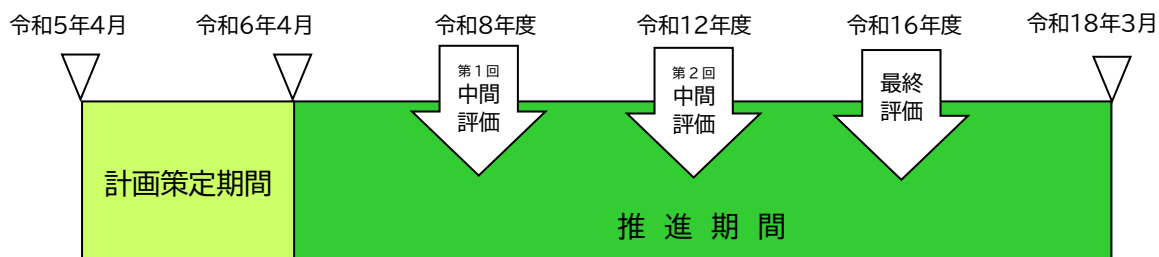 令和5年4月
令和6年4月
令和8年度
令和12年度
令和16年度
令和18年3月
第1回
中間
評価
第2回
中間
評価
最終
評価
計画策定期間
推進期間